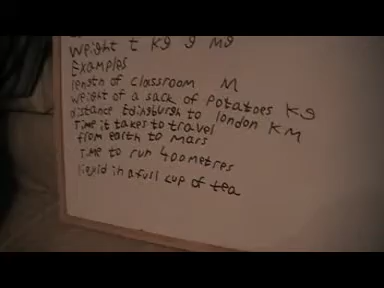 Weight t Kg g Mg
Examples
length of classroom M
weight of a sack of Potatoes Kg
distance Edingburgh to london KM
Time it takes to travel
from earth to Mars
Time to run 400metres
liquid in a full cup of tea